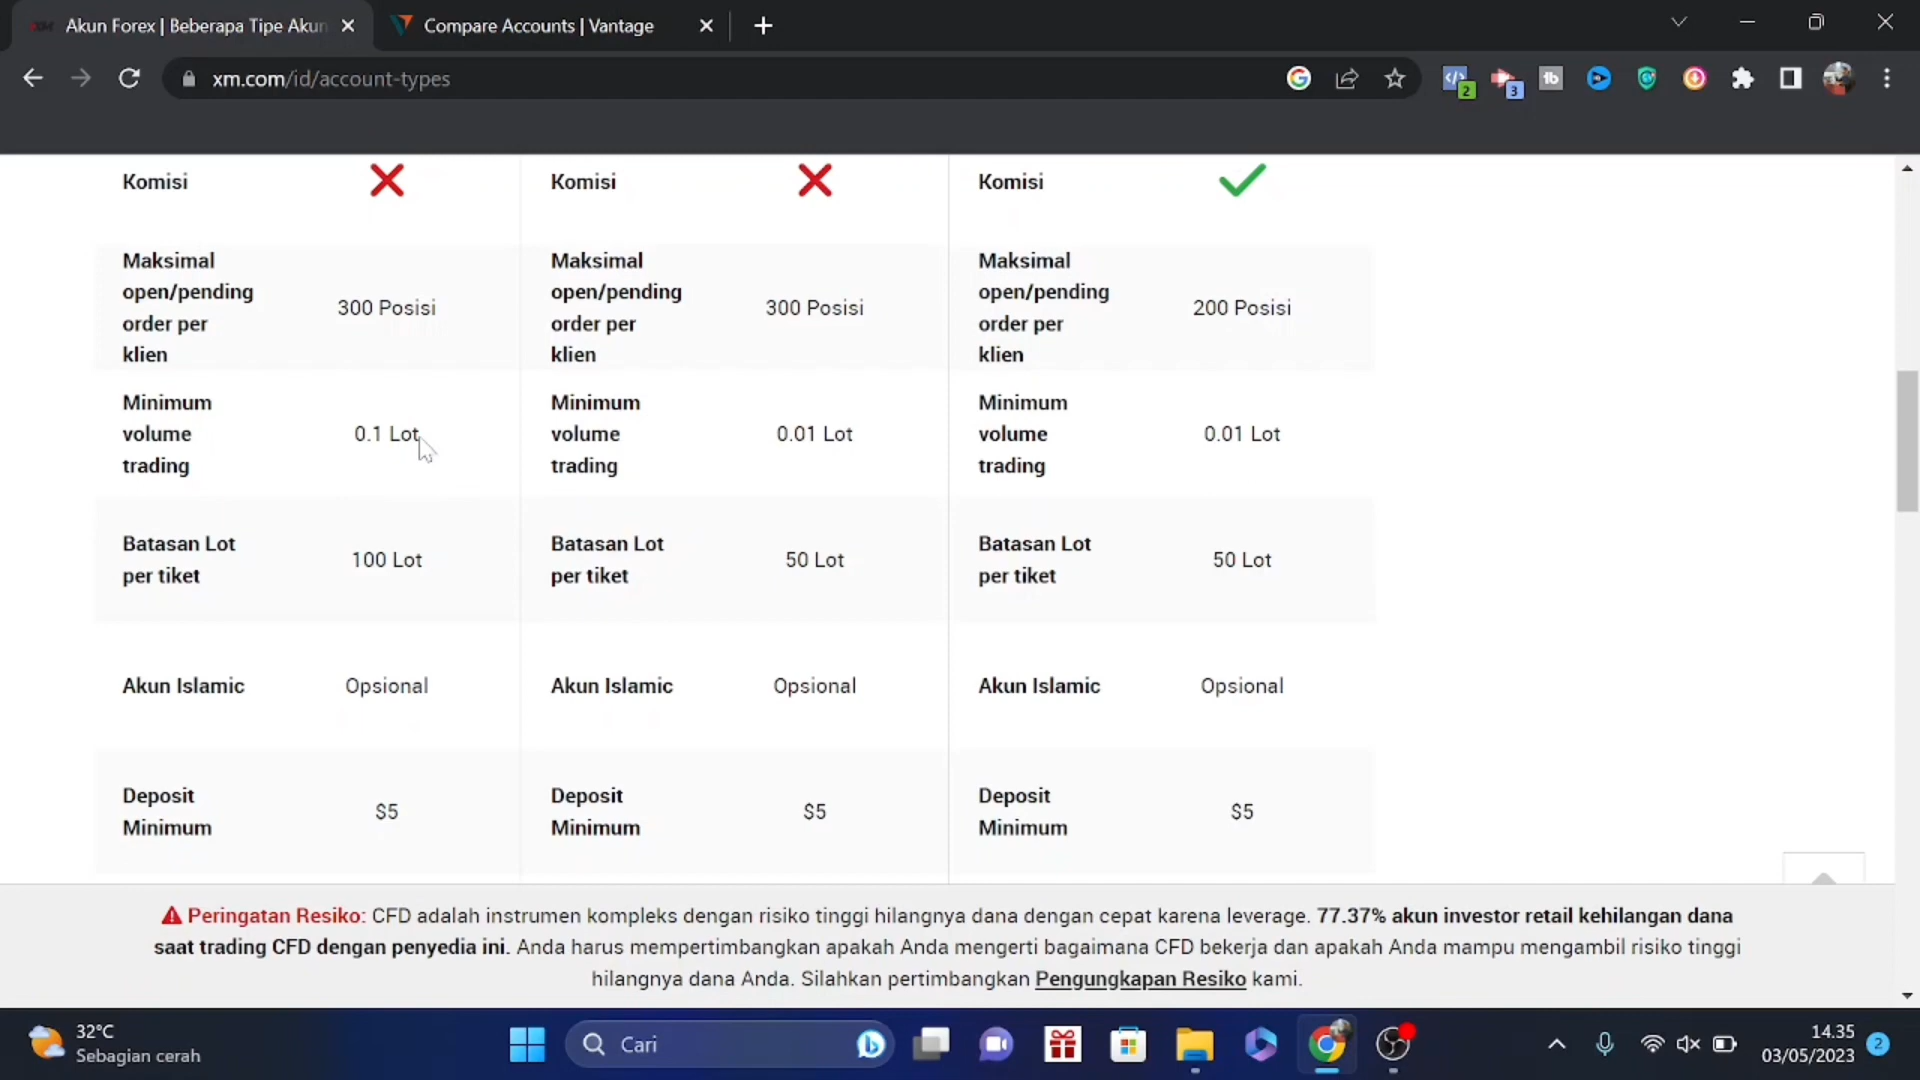 Akun Forex | Beberapa Tipe Akun
Compare Accounts | Vantage
xm.com/id/account-types
2
3
Komisi
Komisi
Komisi
Maksimal open/pending order per klien
300 Posisi
Maksimal open/pending order per klien
300 Posisi
Maksimal open/pending order per klien
200 Posisi
Minimum volume trading
0.1 Lot
Minimum volume trading
0.01 Lot
Minimum volume trading
0.01 Lot
Batasan Lot per tiket
100 Lot
Batasan Lot per tiket
50 Lot
Batasan Lot per tiket
50 Lot
Akun Islamic
Opsional
Akun Islamic
Opsional
Akun Islamic
Opsional
Deposit Minimum
$5
Deposit Minimum
$5
Deposit Minimum
$5
Peringatan Resiko: CFD adalah instrumen kompleks dengan risiko tinggi hilangnya dana dengan cepat karena leverage. 77.37% akun investor retail kehilangan dana
saat trading CFD dengan penyedia ini. Anda harus mempertimbangkan apakah Anda mengerti bagaimana CFD bekerja dan apakah Anda mampu mengambil risiko tinggi
hilangnya dana Anda. Silahkan pertimbangkan Pengungkapan Resiko kami.
32°C
Sebagian cerah
Cari
14.35
03/05/2023
2